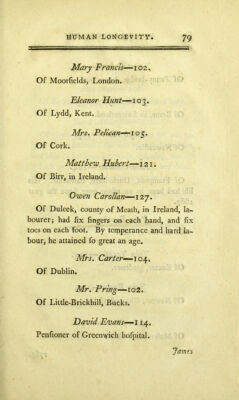 HUMAN LONGEVITY. 79
Mary Francis—102.
Of Moorfields, London.
Eleanor Hunt—103.
Of Lydd, Kent.
Mrs. Pelican—105.
Of Cork.
Matthew Hubert—121.
Of Birr, in Ireland.
Owen Carollan—127.
Of Duleek, county of Meath, in Ireland, la-
bourer; had ſix fingers on each hand, and ſix
toes on each foot. By temperance and hard la-
bour, he attained ſo great an age.
Mrs. Carter—104.
Of Dublin.
Mr. Pring—102.
Of Little-Brickhill, Bucks.
David Evans—114.
Penſioner of Greenwich hoſpital.
James